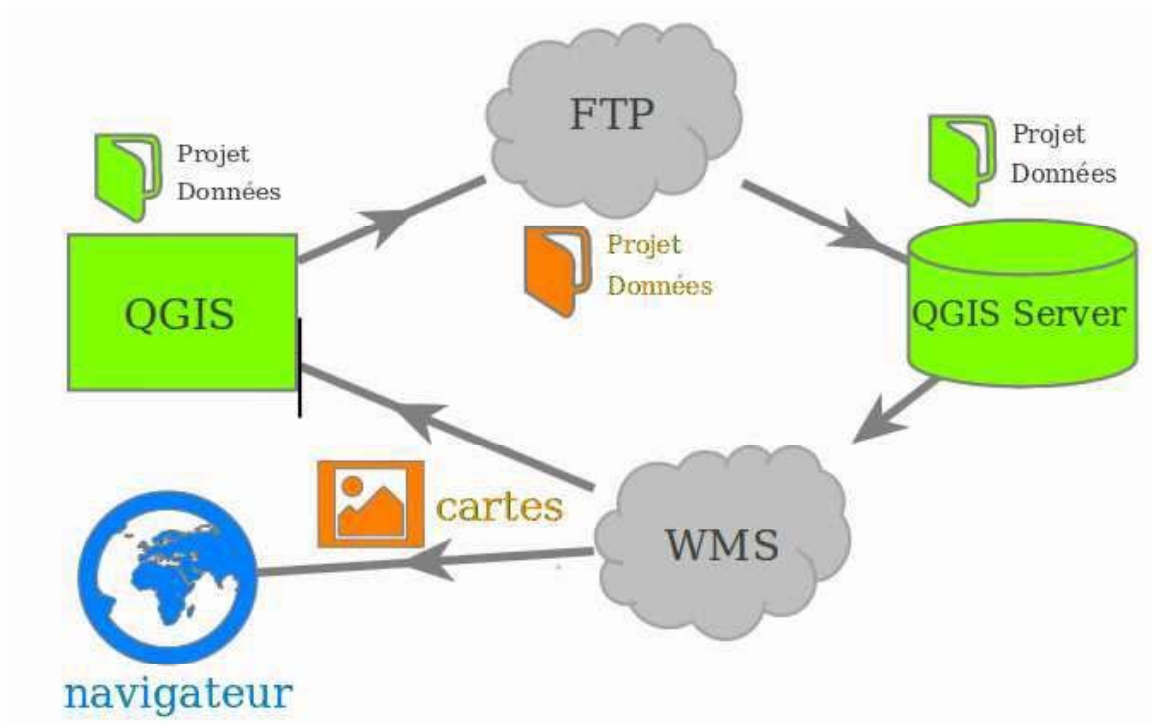 FTP
Projet
Données
Projet
Données
Projet
Données
QGIS
QGIS Server
cartes
WMS
navigateur